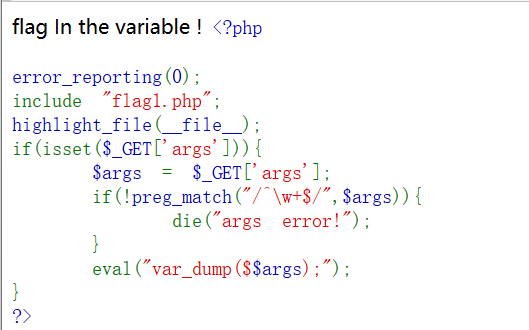 flag In the variable ! <?php
error_reporting(0);
include "flag1.php";
highlight_file(__file__);
if(isset($_GET['args'])){
$args = $_GET['args'];
if(!preg_match("/^\w+$/",$args)){
die("args error!");
}
eval("var_dump($$args);");
}
?>